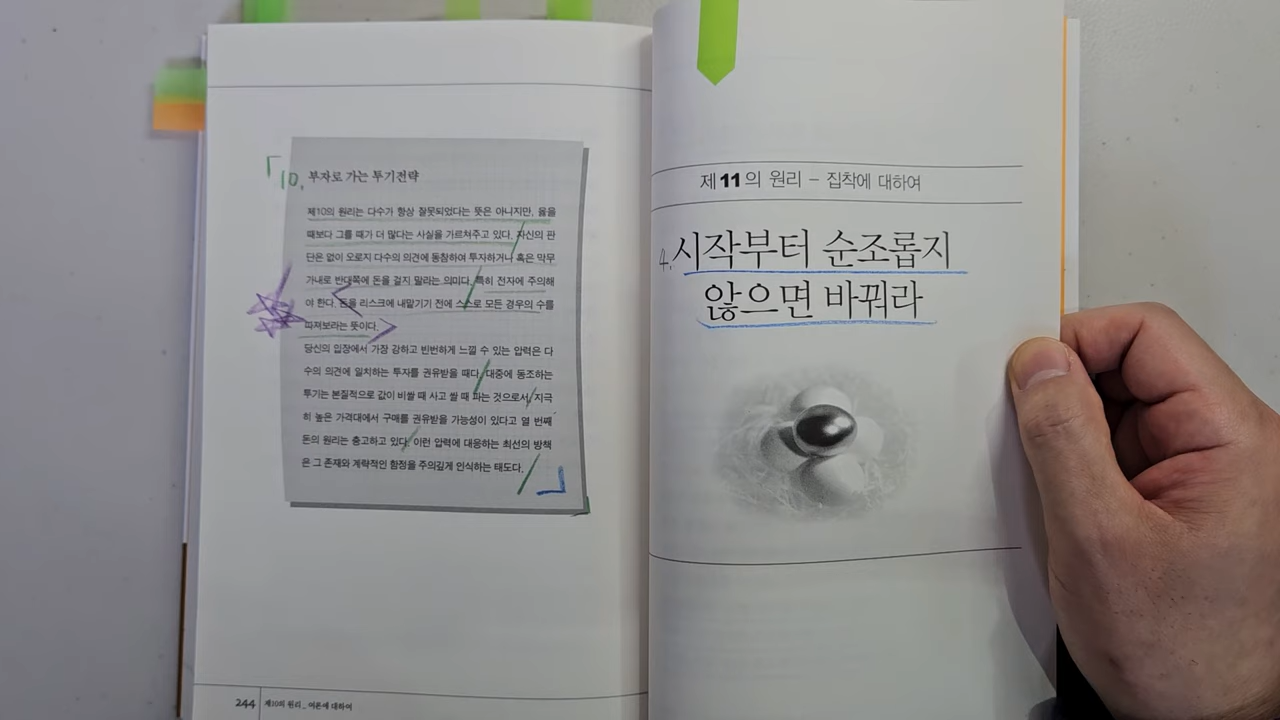 「10. 부자로 가는 투기전략
제10의 원리는 다수가 항상 잘못되었다는 뜻은 아니지만, 옳을
때보다 그를 때가 더 많다는 사실을 가르쳐주고 있다. 자신의 판
단은 없이 오로지 다수의 의견에 동참하여 투자하거나 혹은 막무
가내로 반대쪽에 돈을 걸지 말라는 의미다. 특히 전자에 주의해
야 한다. 돈을 리스크에 내맡기기 전에 스스로 모든 경우의 수를
따져보라는 뜻이다.
당신의 입장에서 가장 강하고 빈번하게 느낄 수 있는 압력은 다
수의 의견에 일치하는 투자를 권유받을 때다. 대중에 동조하는
투기는 본질적으로 값이 비쌀 때 사고 쌀 때 파는 것으로서, 지극
히 높은 가격대에서 구매를 권유받을 가능성이 있다고 열 번째
돈의 원리는 충고하고 있다. 이런 압력에 대응하는 최선의 방책
은 그 존재와 계략적인 함정을 주의깊게 인식하는 태도다.」
244 제10의 원리_ 여론에 대하여
제11의 원리 – 집착에 대하여
4. 시작부터 순조롭지
않으면 바꿔라